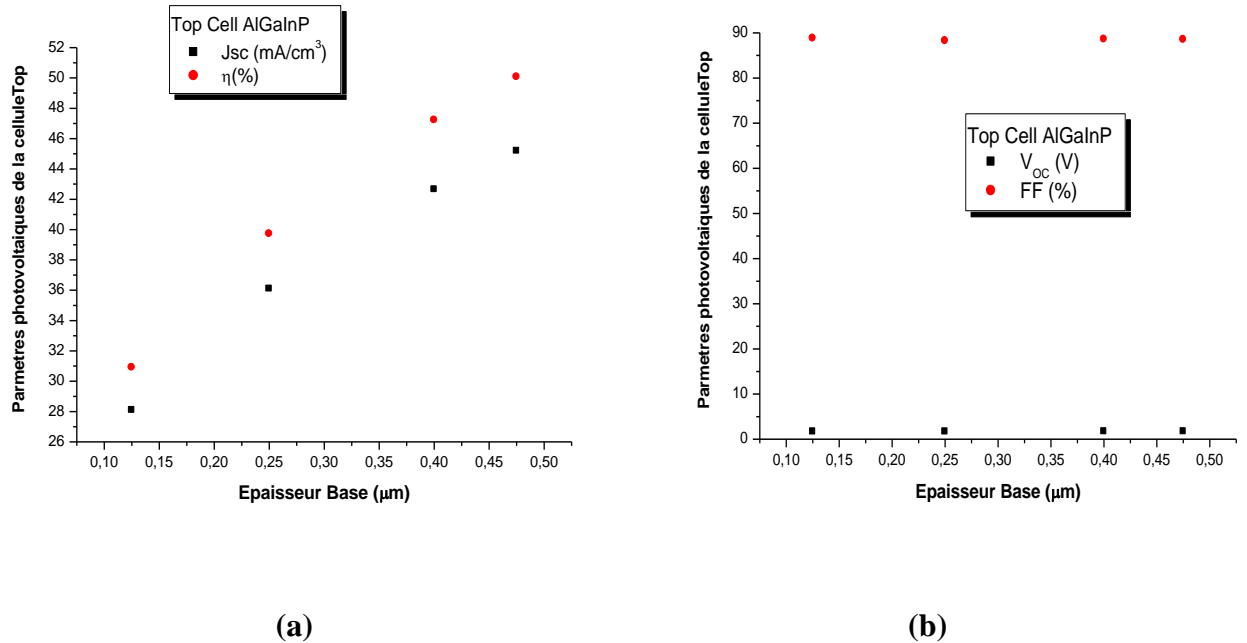 Top Cell AlGaInP
Jsc (mA/cm³)
η(%)
52
50
48
46
44
42
40
38
36
34
32
30
28
26
0,10 0,15 0,20 0,25 0,30 0,35 0,40 0,45 0,50
Parmetres photovoltaiques de la celluleTop
Epaisseur Base (μm)
(a)
Top Cell AlGaInP
V_OC (V)
FF (%)
90
80
70
60
50
40
30
20
10
0
0,10 0,15 0,20 0,25 0,30 0,35 0,40 0,45 0,50
Parmetres photovoltaiques de la celluleTop
Epaisseur Base (μm)
(b)